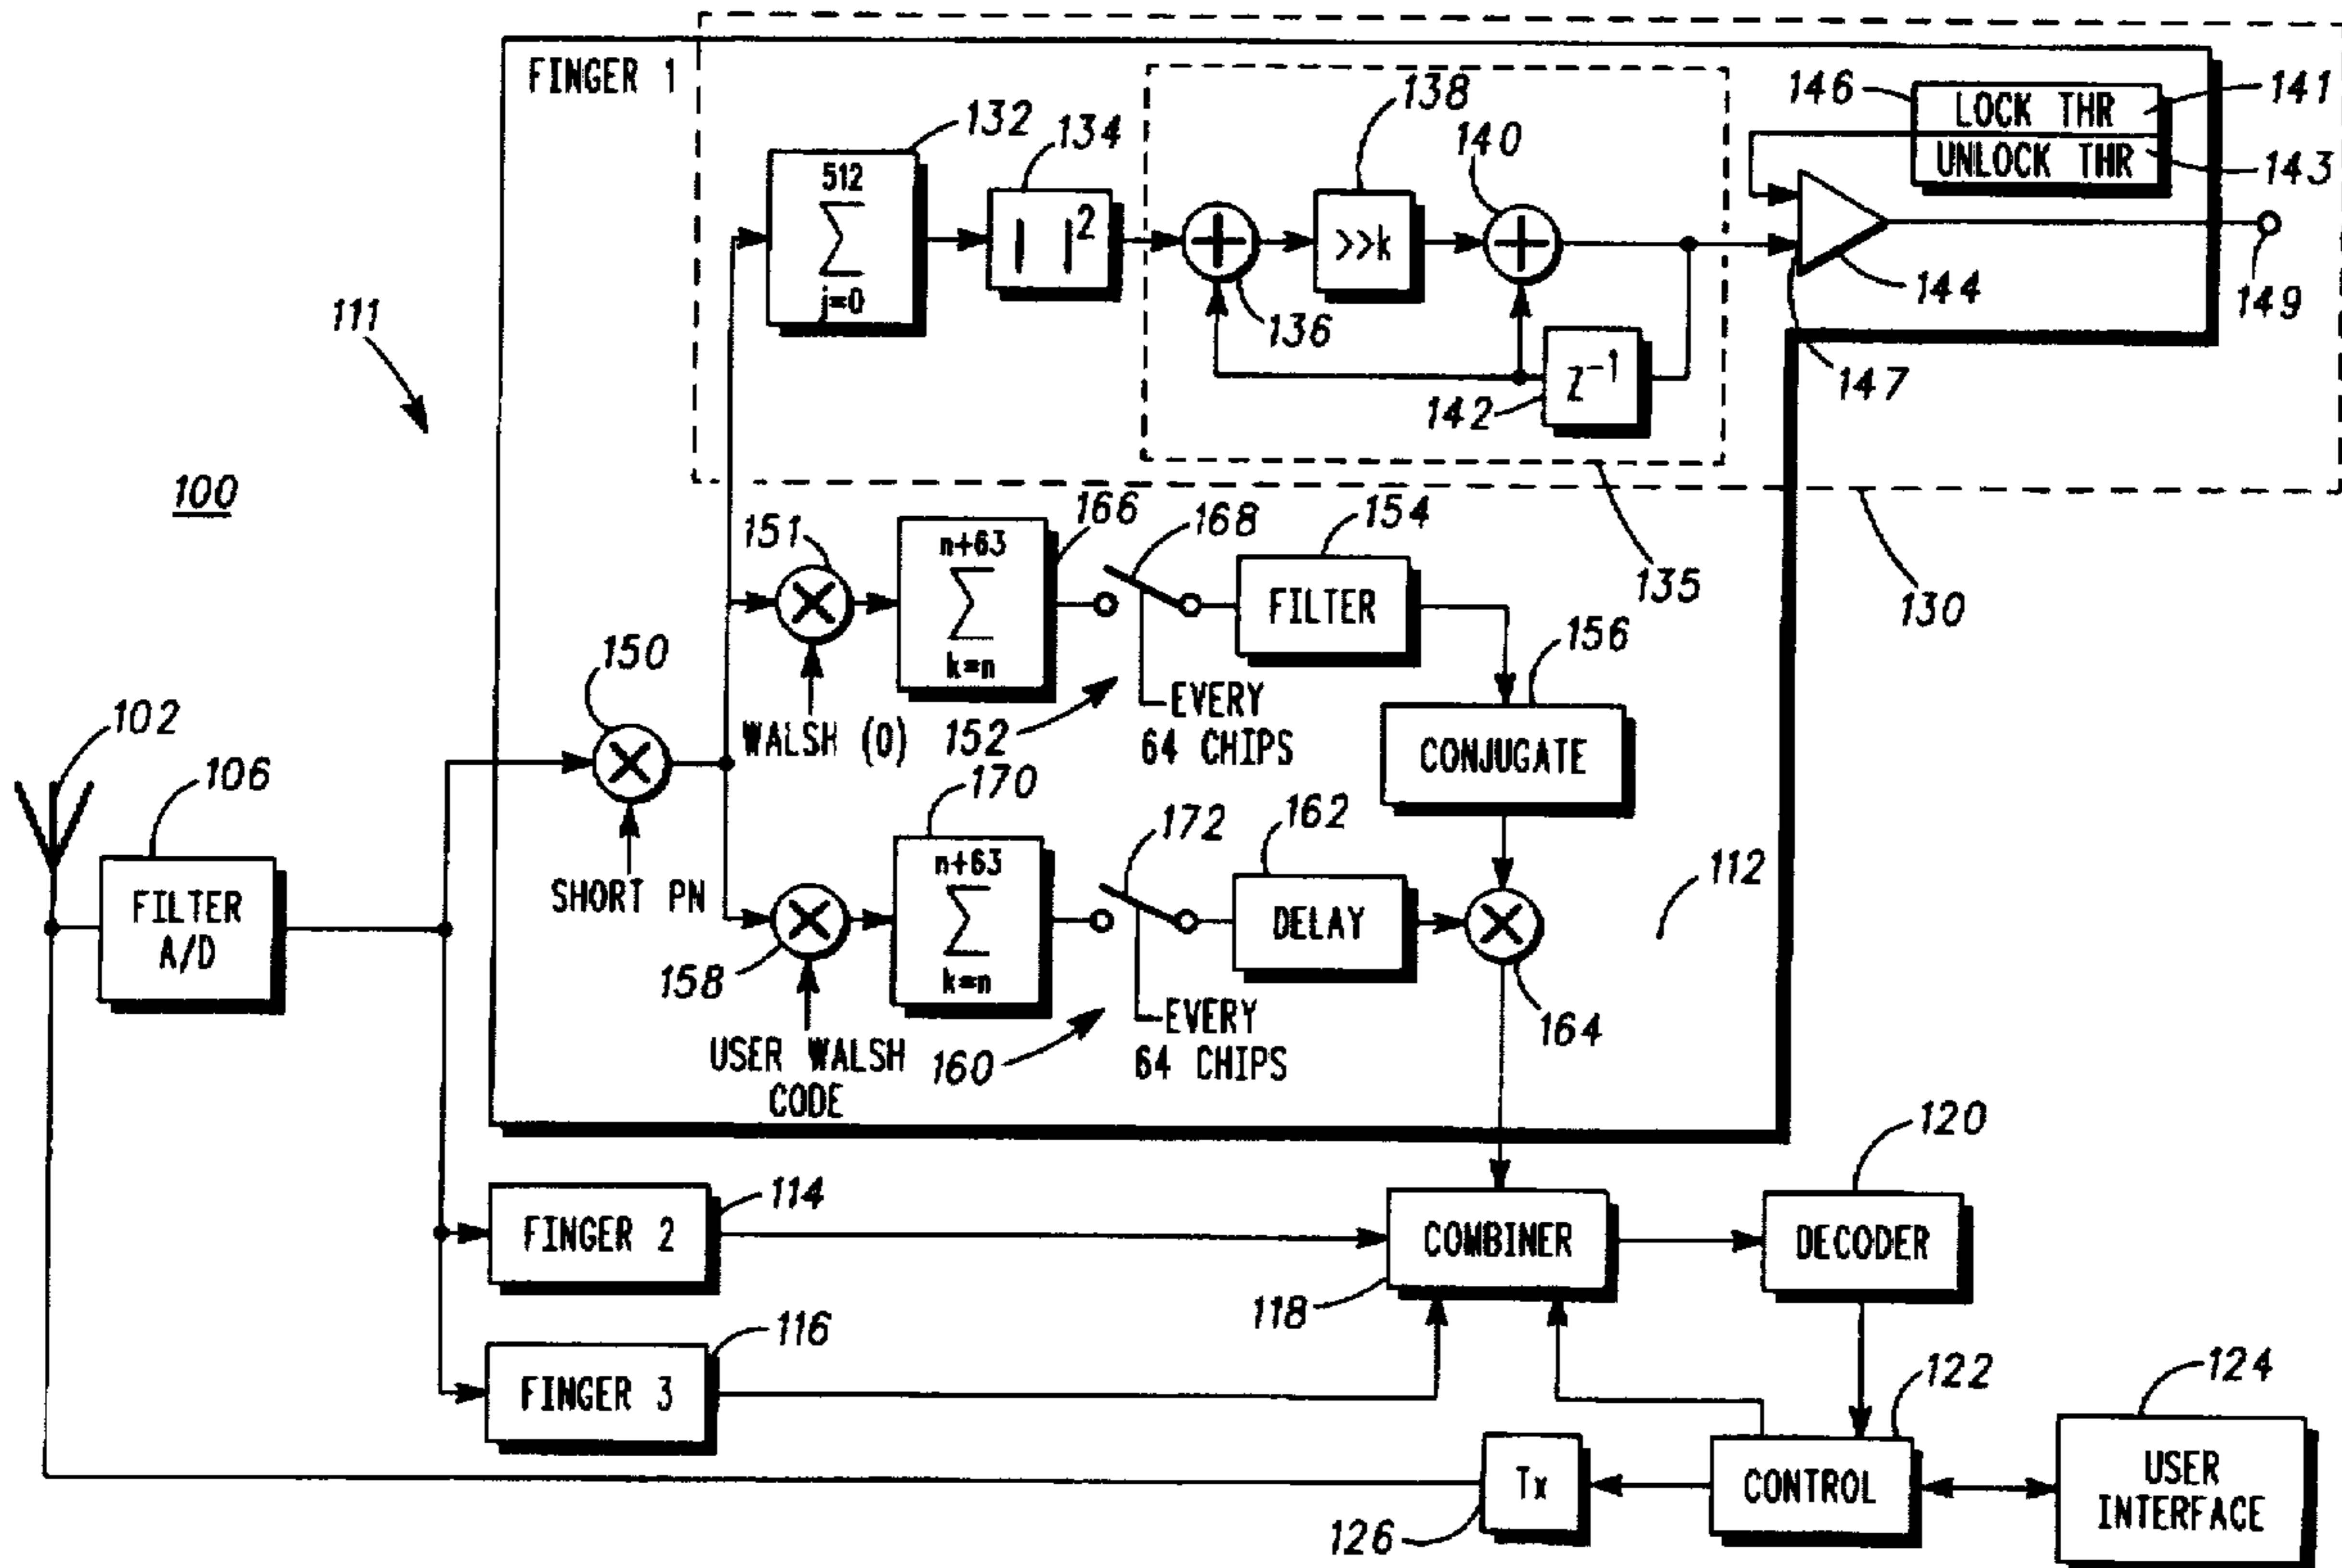 FINGER 1
132
134
138
140
146
LOCK THR
141
UNLOCK THR
143
512
∑
j=0
| |²
+
>>k
+
136
144
149
147
Z⁻¹
142
111
100
135
130
151
×
n+63
∑
k=n
166
168
154
FILTER
156
150
×
WALSH (0)
152
EVERY
64 CHIPS
CONJUGATE
102
106
SHORT PN
170
n+63
∑
k=n
172
162
DELAY
×
112
FILTER
A/D
×
158
164
USER WALSH
CODE
160
EVERY
64 CHIPS
120
FINGER 2
114
COMBINER
DECODER
118
FINGER 3
116
122
124
Tx
CONTROL
USER
INTERFACE
126